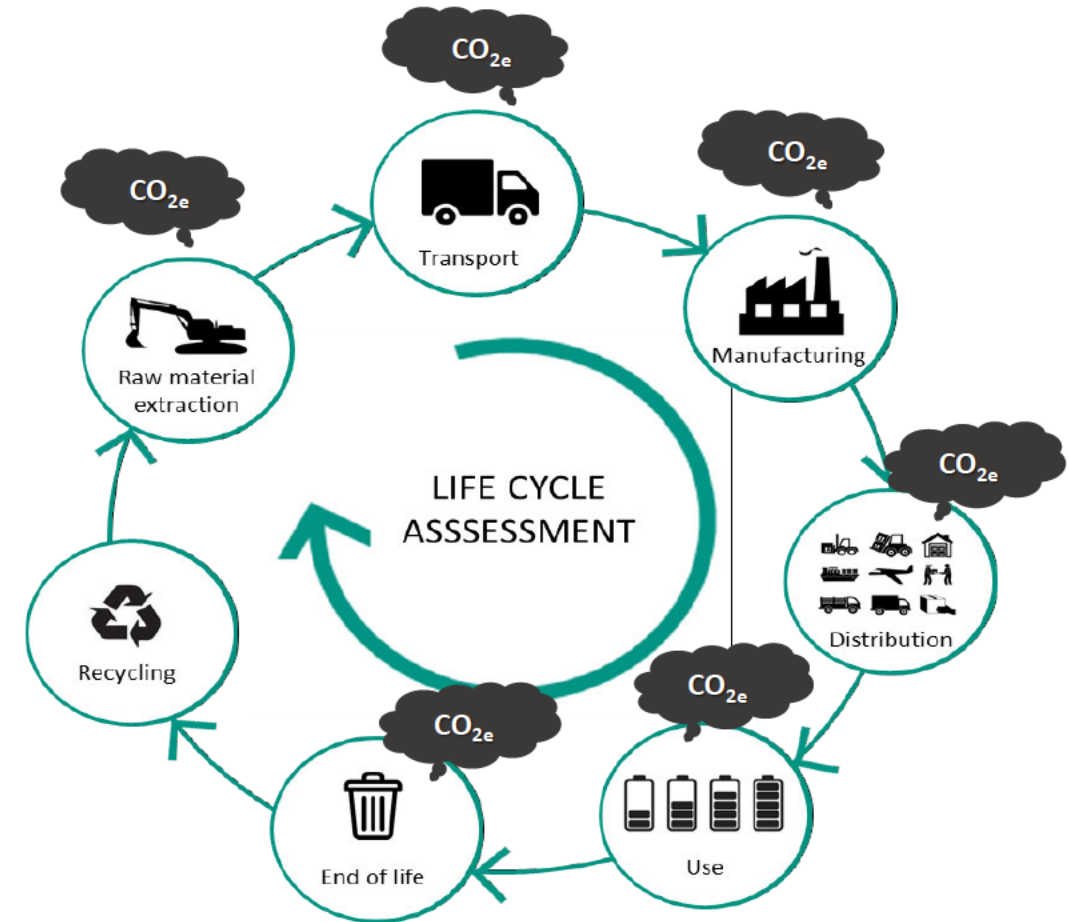 CO2e
Transport
CO2e
Manufacturing
CO2e
Distribution
CO2e
Use
CO2e
End of life
Recycling
CO2e
Raw material
extraction
LIFE CYCLE
ASSSESSMENT